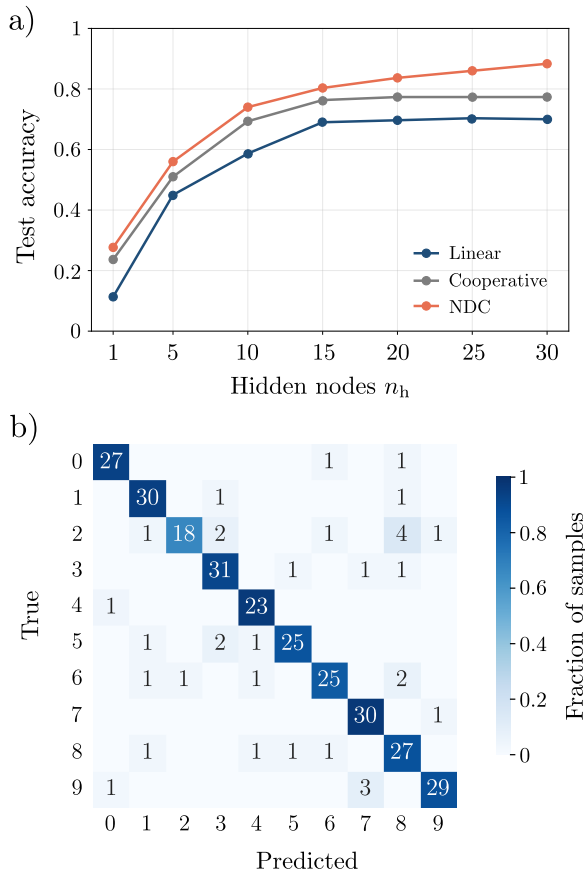 a)
1
0.8
0.6
0.4
0.2
0
Test accuracy
Linear
Cooperative
NDC
1 5 10 15 20 25 30
Hidden nodes n_h
b)
True
0 27 1 1
1 30 1 1
2 1 18 2 1 4 1
3 31 1 1 1
4 1 23
5 1 2 1 25
6 1 1 1 25 2
7 30 1
8 1 1 1 1 27
9 1 3 29
0 1 2 3 4 5 6 7 8 9
Predicted
1
0.8
0.6
0.4
0.2
0
Fraction of samples